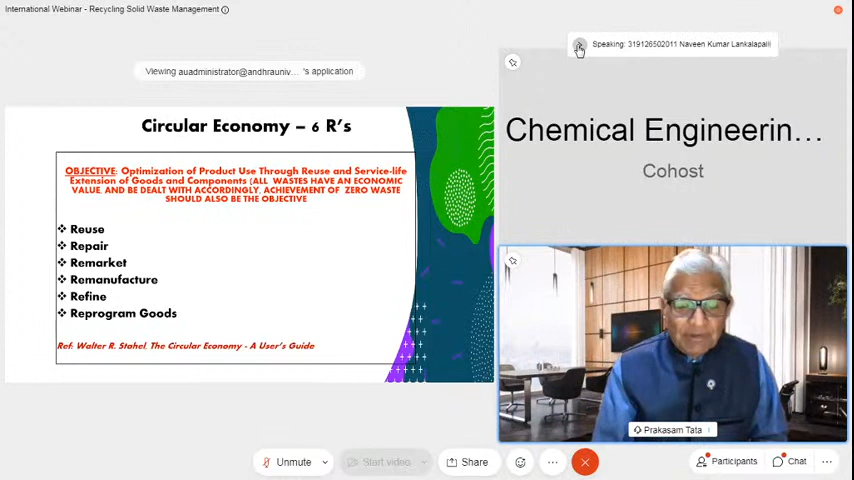 International Webinar - Recycling Solid Waste Management
Speaking: 319126502011 Naveen Kumar Lankalapalli
Viewing auadministrator@andhrauniv... 's application
Circular Economy – 6 R's
OBJECTIVE: Optimization of Product Use Through Reuse and Service-life
Extension of Goods and Components (ALL WASTES HAVE AN ECONOMIC
VALUE, AND BE DEALT WITH ACCORDINGLY, ACHIEVEMENT OF ZERO WASTE
SHOULD ALSO BE THE OBJECTIVE
❖ Reuse
❖ Repair
❖ Remarket
❖ Remanufacture
❖ Refine
❖ Reprogram Goods
Ref: Walter R. Stahel, The Circular Economy - A User's Guide
Chemical Engineerin...
Cohost
Prakasam Tata
Unmute
Start video
Share
Participants
Chat